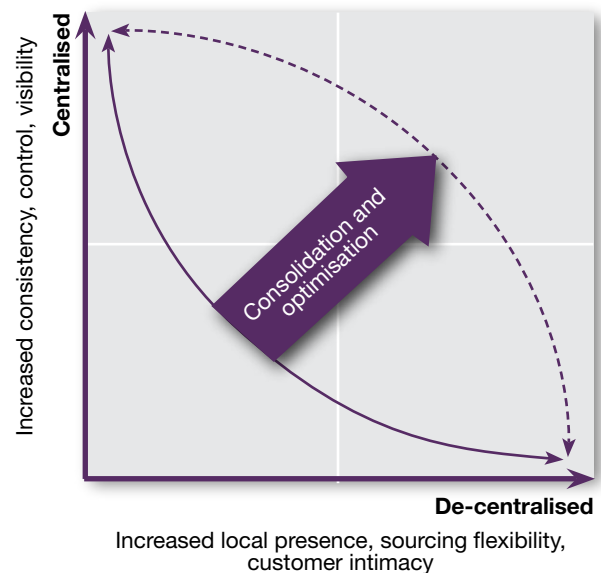 Increased consistency, control, visibility
Centralised
Consolidation and
optimisation
De-centralised
Increased local presence, sourcing flexibility,
customer intimacy